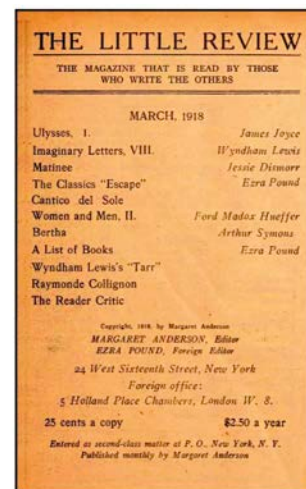 THE LITTLE REVIEW
THE MAGAZINE THAT IS READ BY THOSE
WHO WRITE THE OTHERS
MARCH, 1918
Ulysses, 1. James Joyce
Imaginary Letters, VIII. Wyndham Lewis
Matinee Jessie Dismorr
The Classics "Escape" Ezra Pound
Cantico del Sole
Women and Men, II. Ford Madox Hueffer
Bertha Arthur Symons
A List of Books Ezra Pound
Wyndham Lewis's "Tarr"
Raymonde Collignon
The Reader Critic
Copyright, 1918, by Margaret Anderson
MARGARET ANDERSON, Editor
EZRA POUND, Foreign Editor
24 West Sixteenth Street, New York
Foreign office:
5 Holland Place Chambers, London W. 8.
25 cents a copy $2.50 a year
Entered as second-class matter at P. O., New York, N. Y.
Published monthly by Margaret Anderson